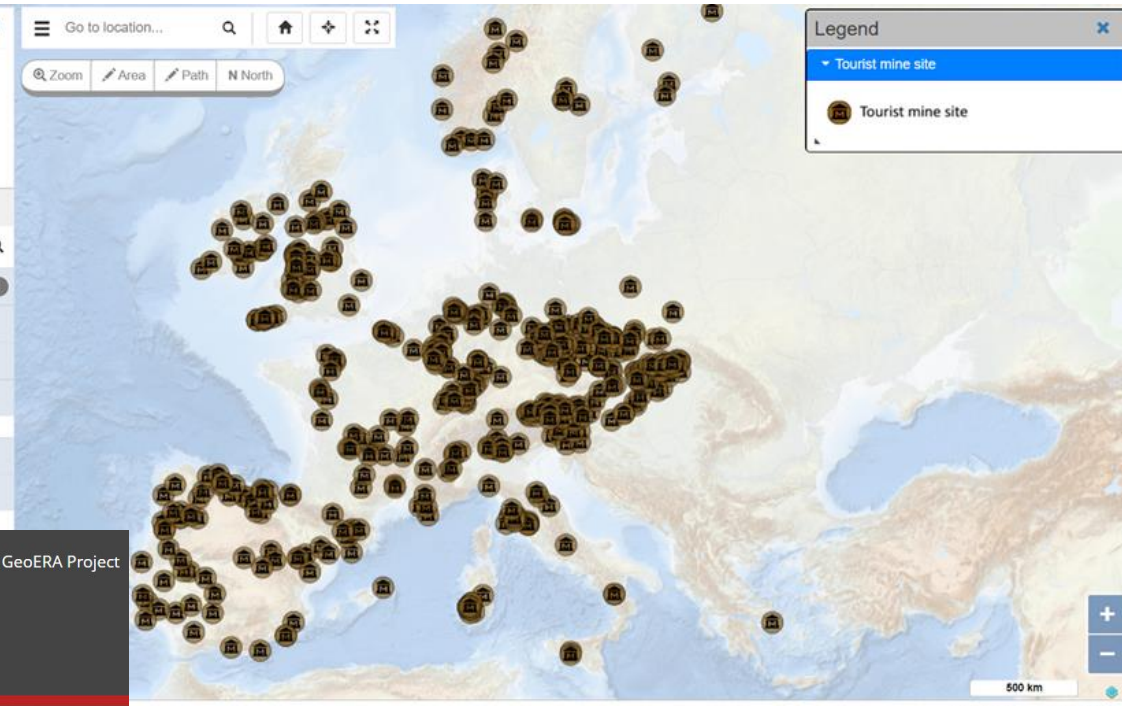 Go to location...
Zoom
Area
Path
N North
Legend
Tourist mine site
Tourist mine site
GeoERA Project
500 km